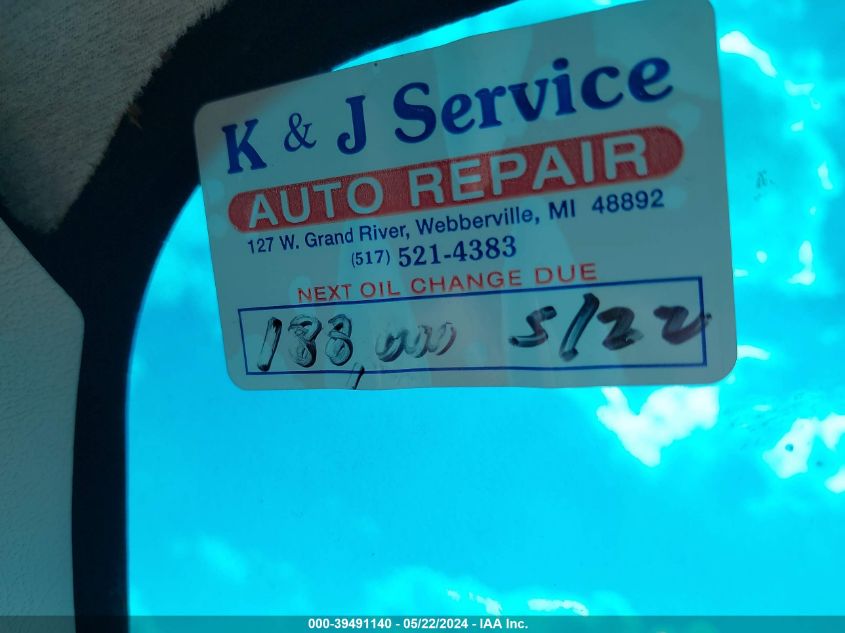 K & J Service
AUTO REPAIR
127 W. Grand River, Webberville, MI 48892
(517) 521-4383
NEXT OIL CHANGE DUE
188,000 5/22
000-39491140 - 05/22/2024 - IAA Inc.